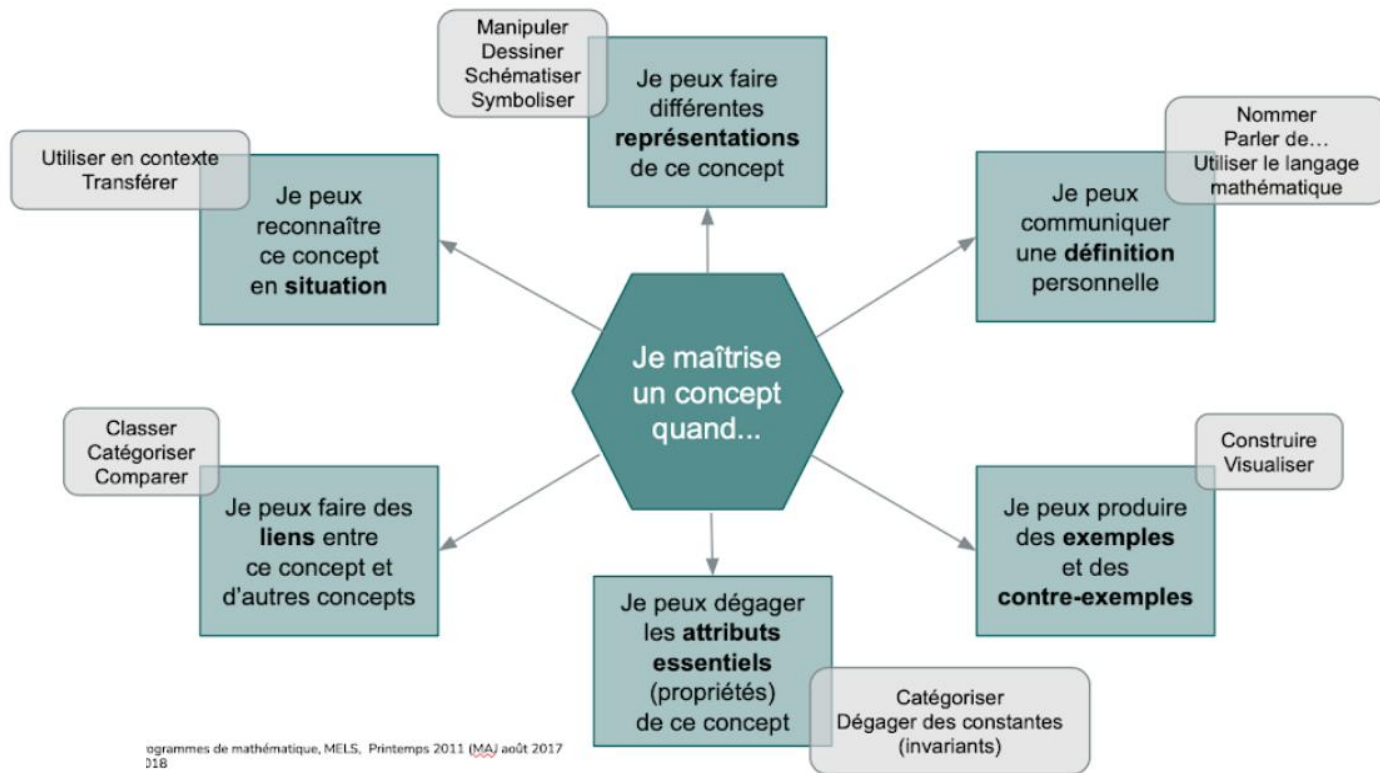 Manipuler
Dessiner
Schématiser
Symboliser
Je peux faire
différentes
représentations
de ce concept
Nommer
Parler de…
Utiliser le langage
mathématique
Je peux
communiquer
une définition
personnelle
Utiliser en contexte
Transférer
Je peux
reconnaître
ce concept
en situation
Je maîtrise
un concept
quand...
Classer
Catégoriser
Comparer
Je peux faire des
liens entre
ce concept et
d'autres concepts
Construire
Visualiser
Je peux produire
des exemples
et des
contre-exemples
Je peux dégager
les attributs
essentiels
(propriétés)
de ce concept
Catégoriser
Dégager des constantes
(invariants)
ogrammes de mathématique, MELS, Printemps 2011 (MAJ août 2017
018